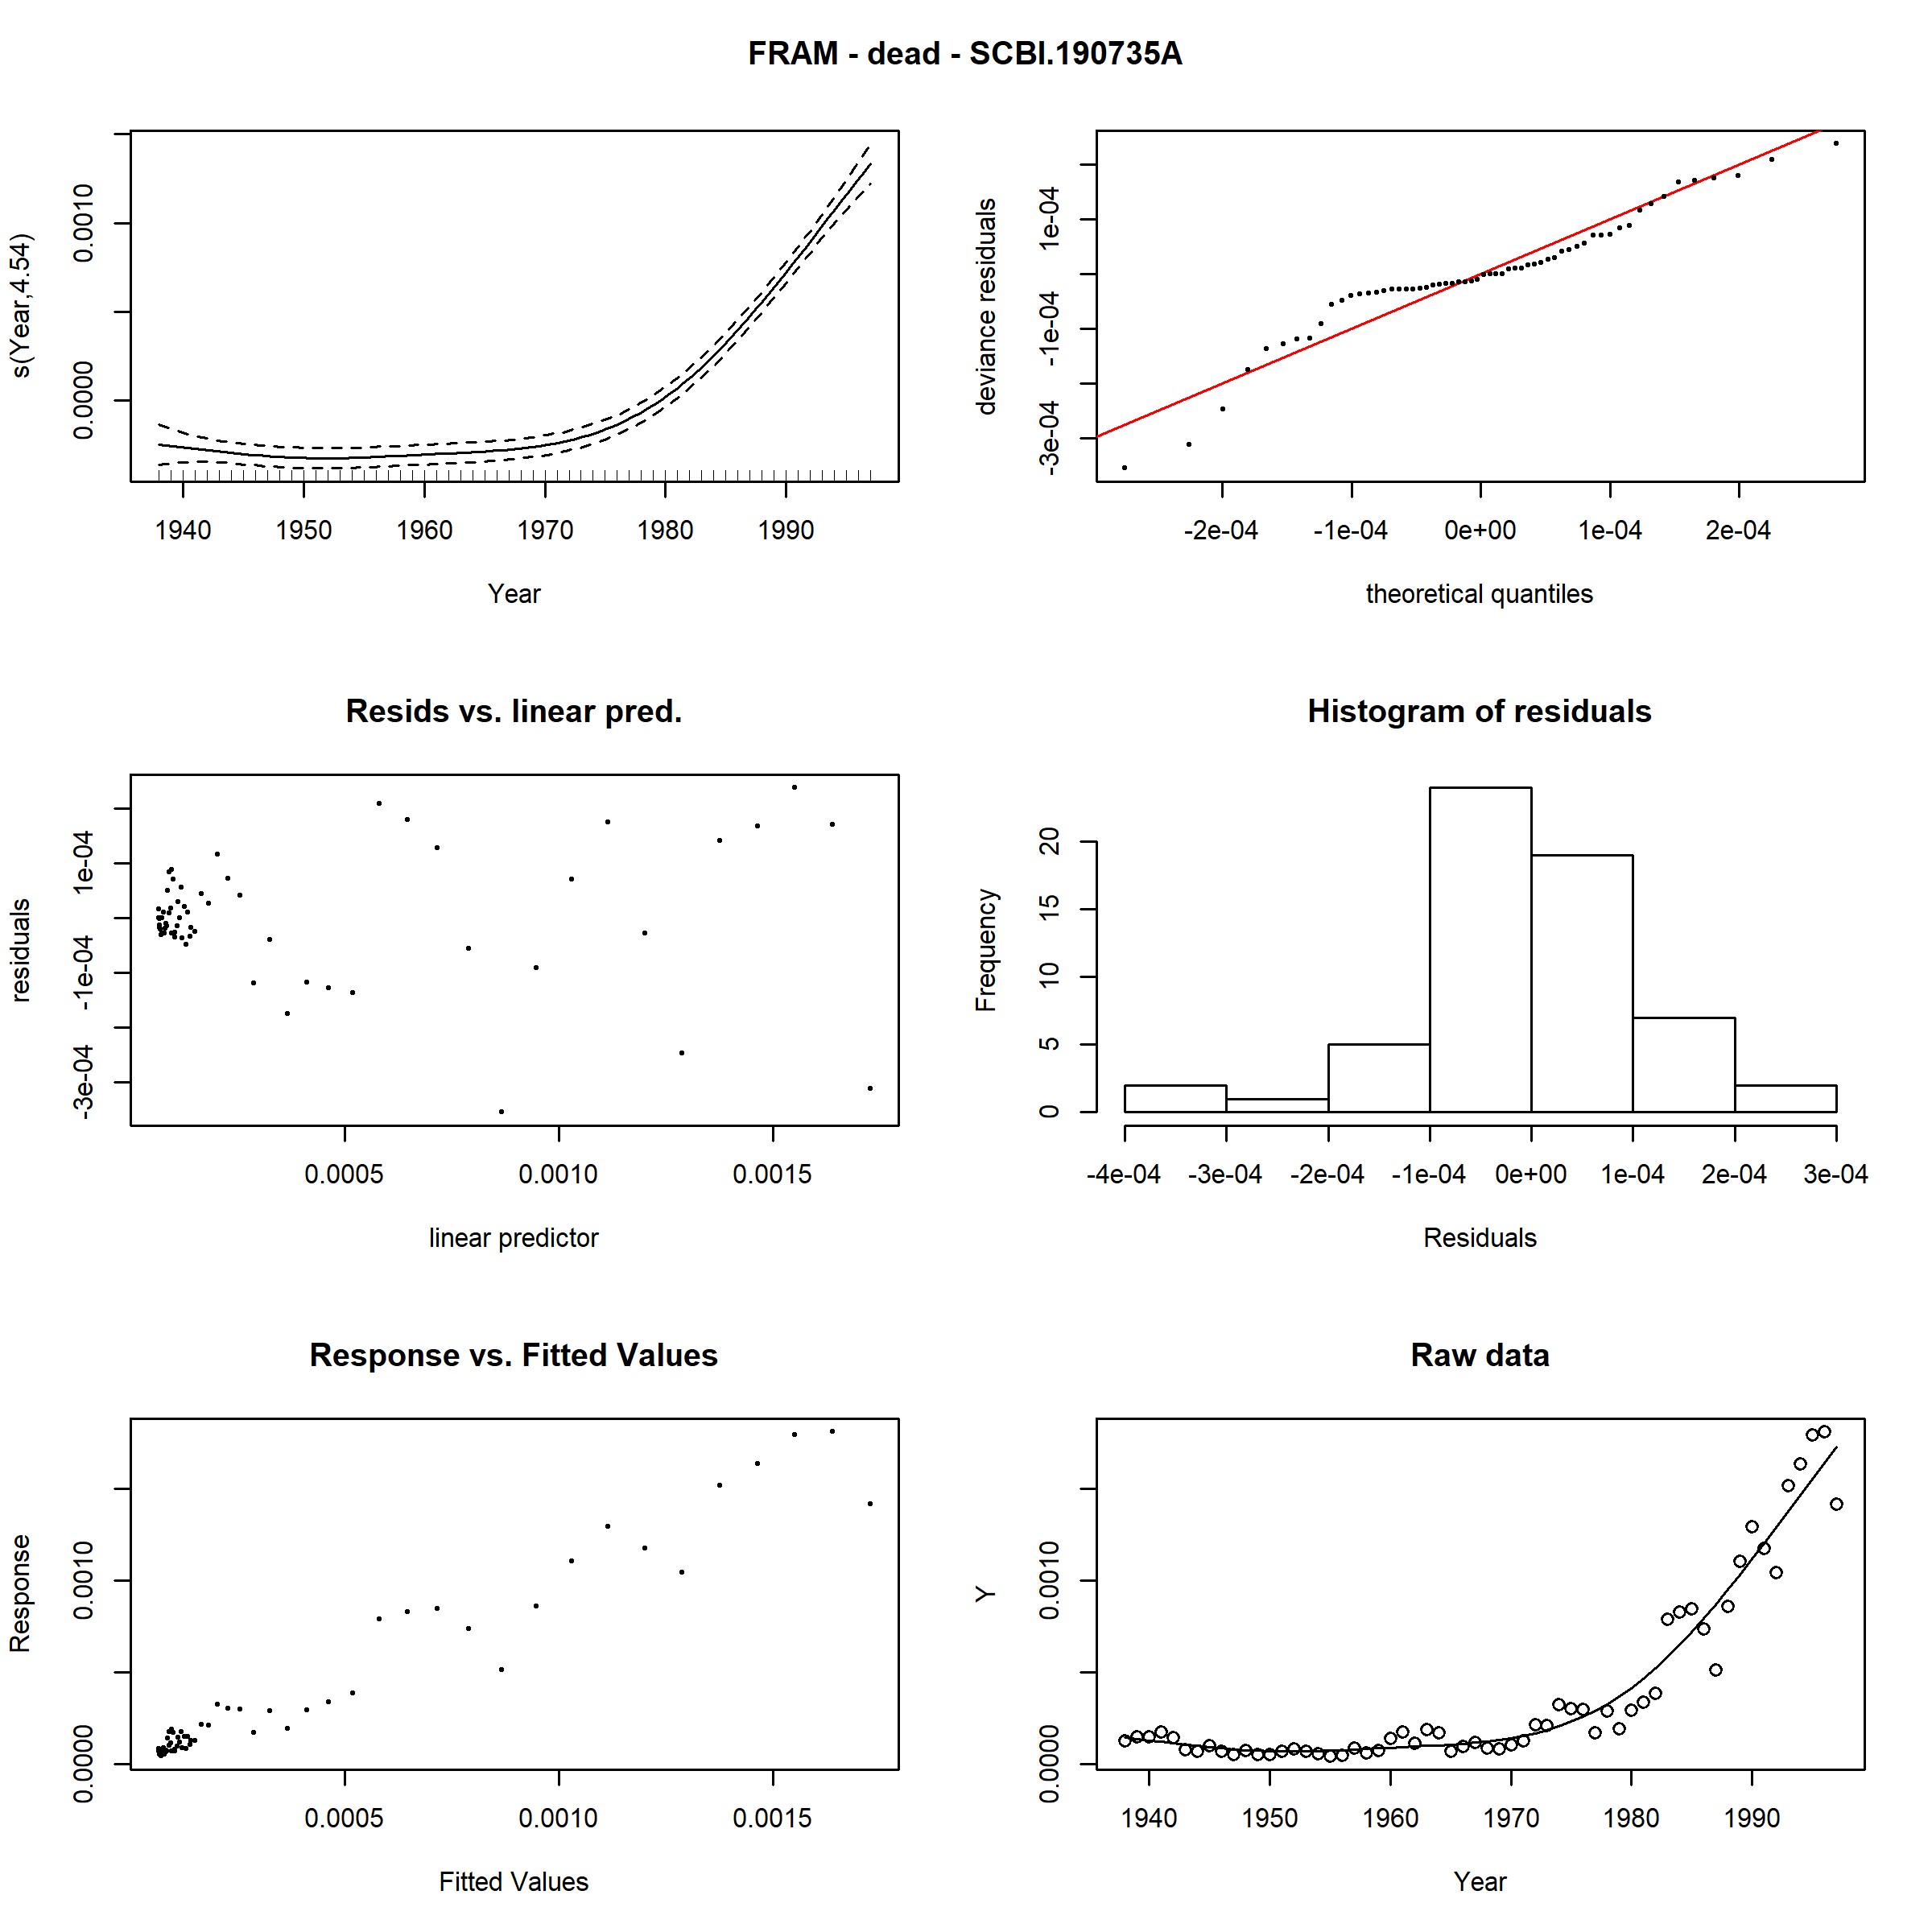 FRAM - dead - SCBI.190735A
s(Year,4.54)
0.0000 0.0010
1940 1950 1960 1970 1980 1990
Year
deviance residuals
-3e-04 -1e-04 1e-04
-2e-04 -1e-04 0e+00 1e-04 2e-04
theoretical quantiles
Resids vs. linear pred.
residuals
-3e-04 -1e-04 1e-04
0.0005 0.0010 0.0015
linear predictor
Histogram of residuals
Frequency
0 5 10 15 20
-4e-04 -3e-04 -2e-04 -1e-04 0e+00 1e-04 2e-04 3e-04
Residuals
Response vs. Fitted Values
Response
0.0000 0.0010
0.0005 0.0010 0.0015
Fitted Values
Raw data
Y
0.0000 0.0010
1940 1950 1960 1970 1980 1990
Year